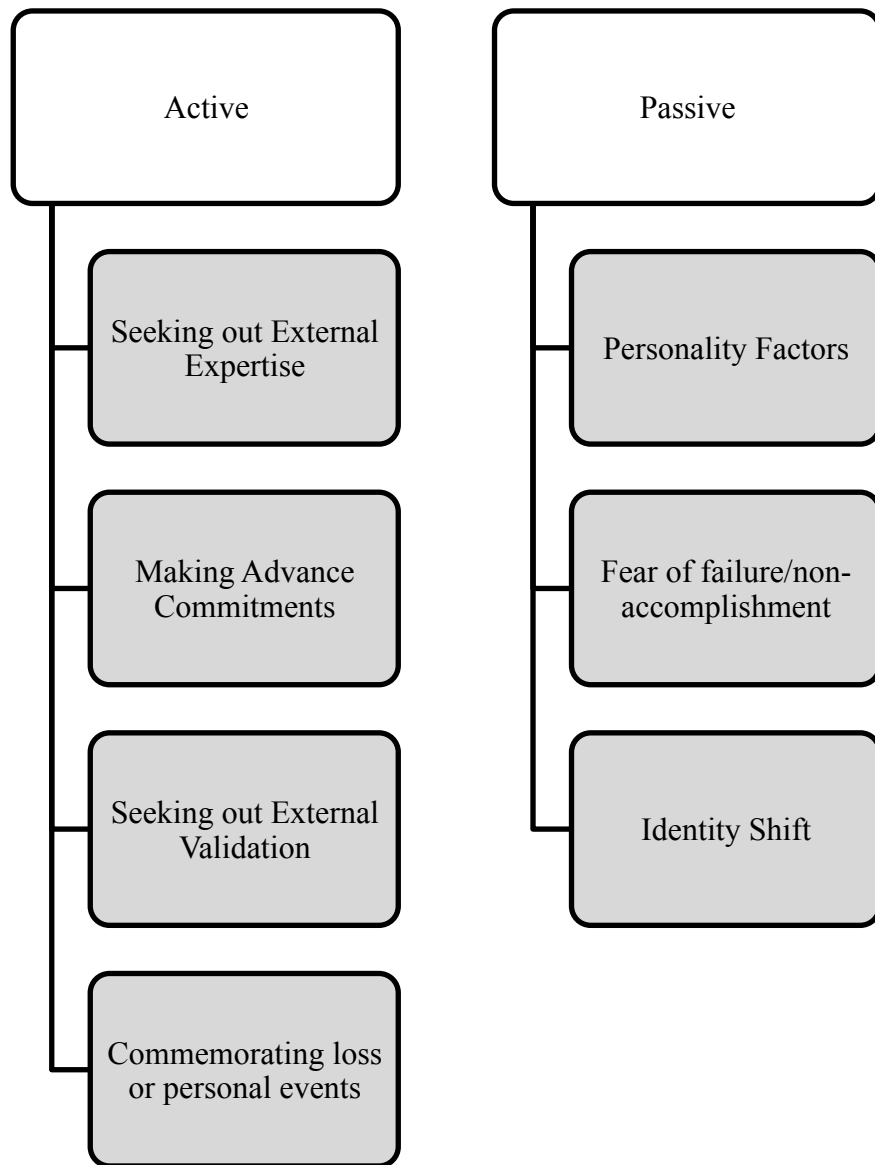 Active
Seeking out External
Expertise
Making Advance
Commitments
Seeking out External
Validation
Commemorating loss
or personal events
Passive
Personality Factors
Fear of failure/non-
accomplishment
Identity Shift